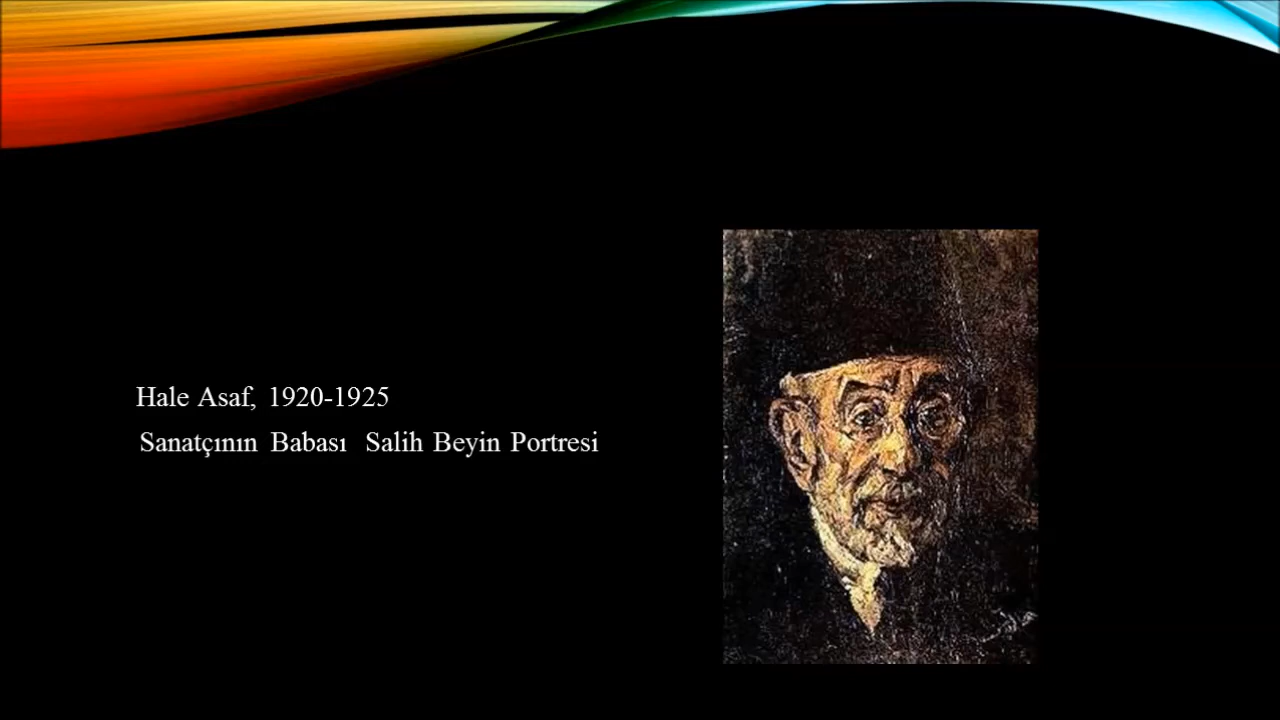 Hale Asaf, 1920-1925
Sanatçının Babası Salih Beyin Portresi